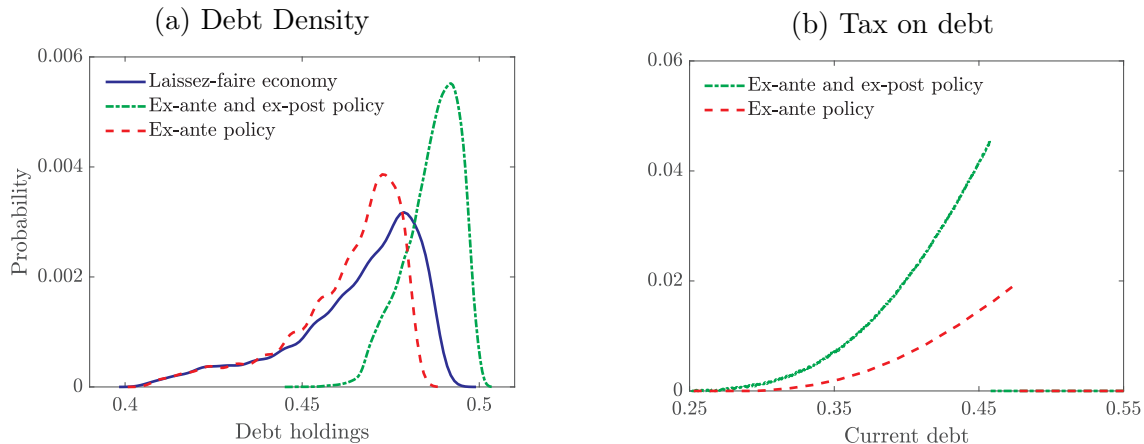 (a) Debt Density
0.006
Laissez-faire economy
Ex-ante and ex-post policy
Ex-ante policy
0.004
0.002
0
Probability
0.4
0.45
0.5
Debt holdings
(b) Tax on debt
0.06
Ex-ante and ex-post policy
Ex-ante policy
0.04
0.02
0
0.25
0.35
0.45
0.55
Current debt